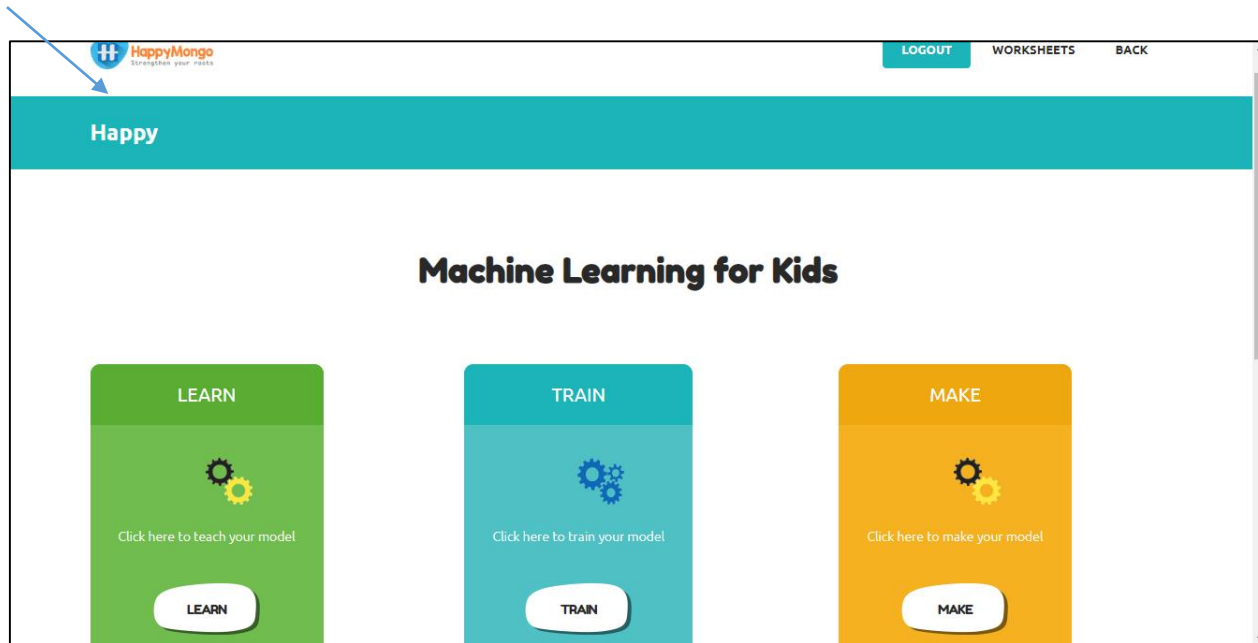 HappyMongo
Strengthen your roots
LOGOUT WORKSHEETS BACK
Happy
Machine Learning for Kids
LEARN
Click here to teach your model
LEARN
TRAIN
Click here to train your model
TRAIN
MAKE
Click here to make your model
MAKE